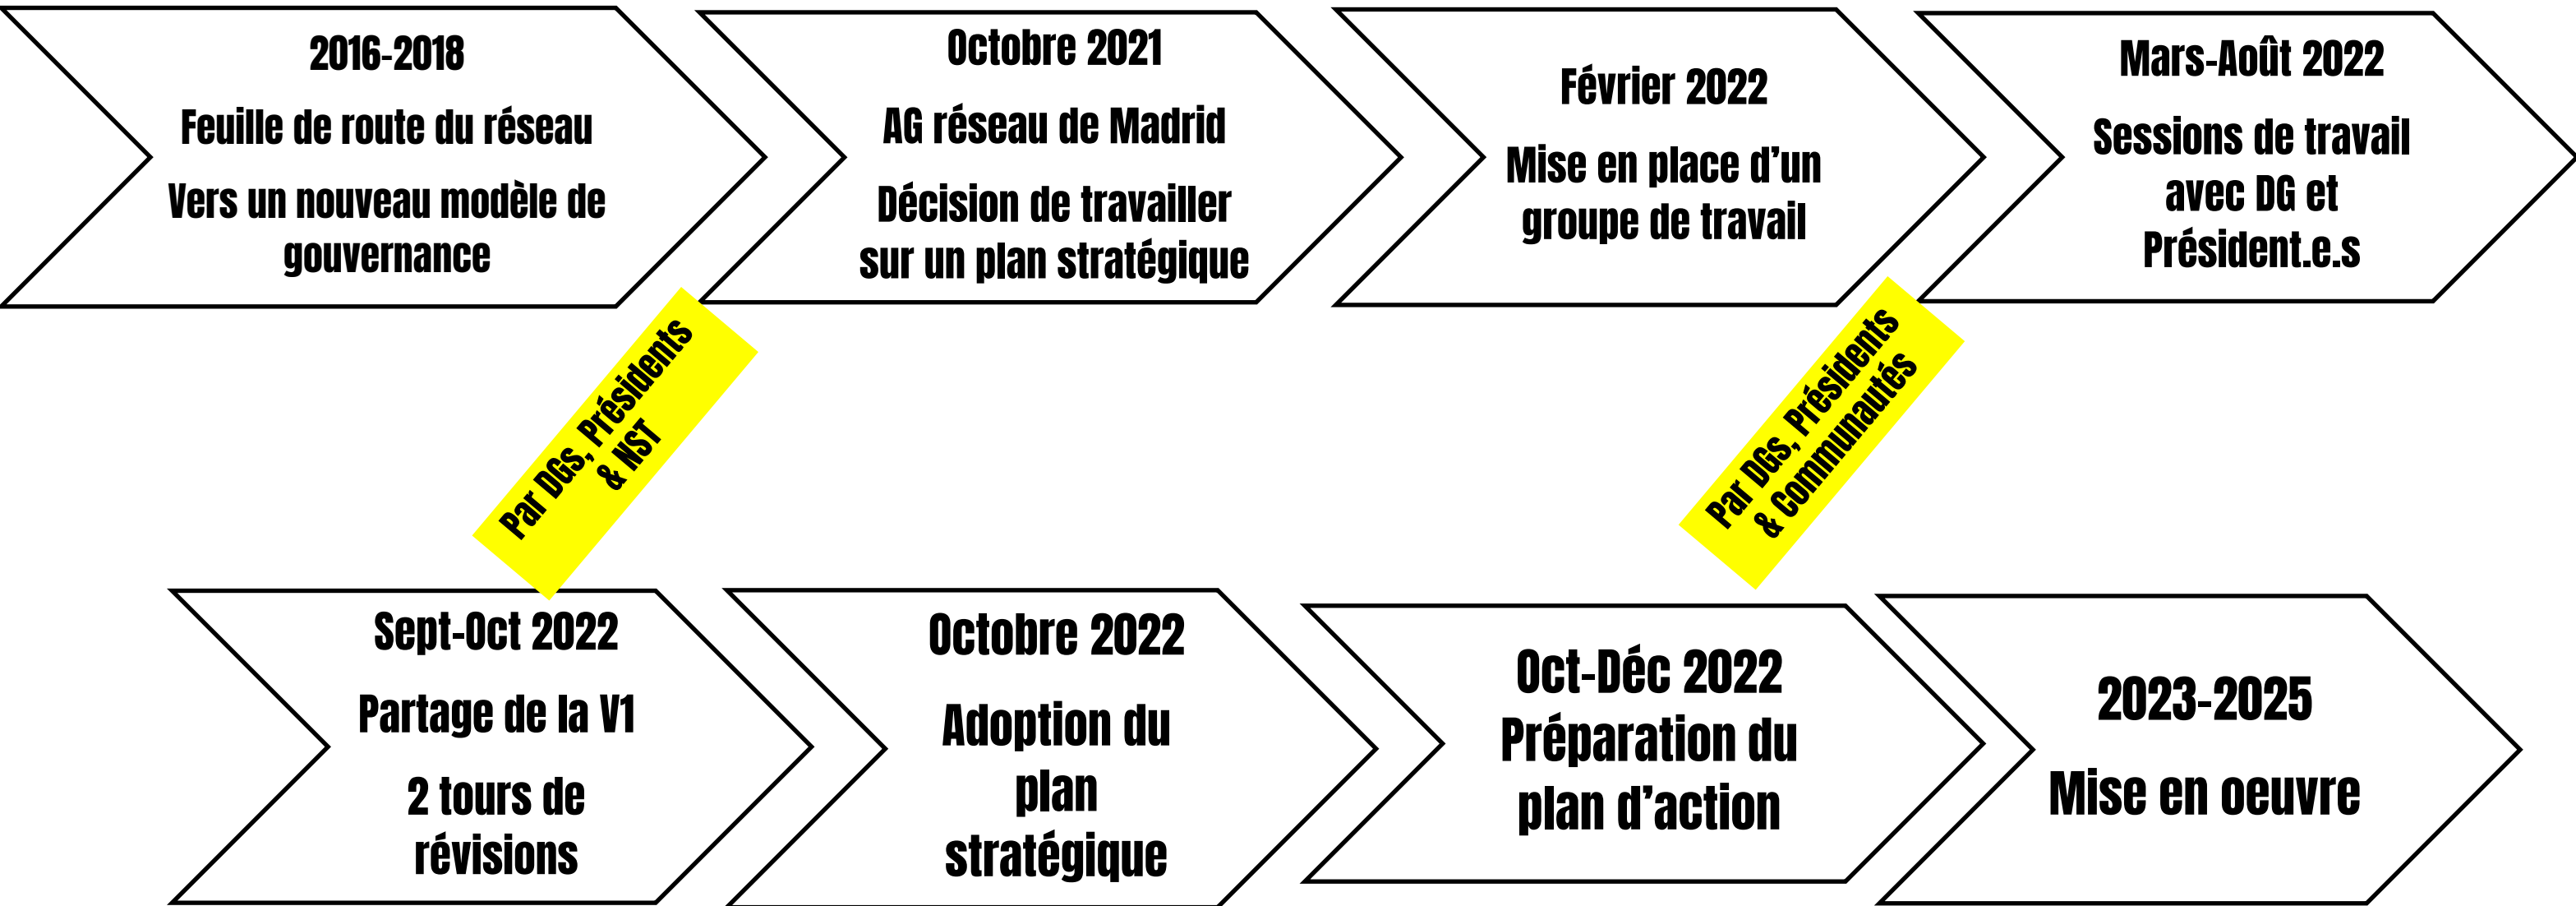 2016-2018
Feuille de route du réseau
Vers un nouveau modèle de
gouvernance
Octobre 2021
AG réseau de Madrid
Décision de travailler
sur un plan stratégique
Février 2022
Mise en place d’un
groupe de travail
Mars-Août 2022
Sessions de travail
avec DG et
Président.e.s
Par DGs, Présidents
& NST
Par DGs, Présidents
& Communautés
Sept-Oct 2022
Partage de la V1
2 tours de
révisions
Octobre 2022
Adoption du
plan
stratégique
Oct-Déc 2022
Préparation du
plan d’action
2023-2025
Mise en oeuvre